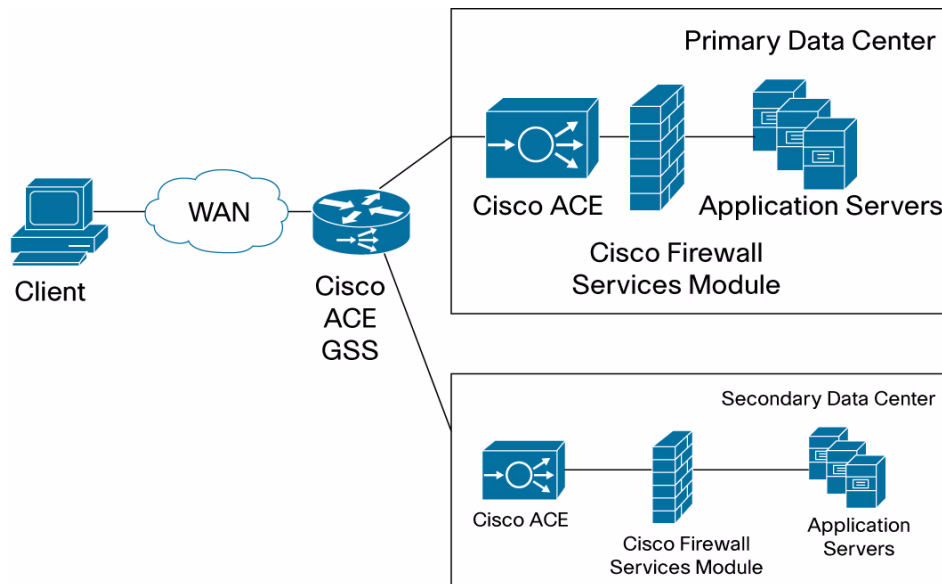 Primary Data Center
WAN
Cisco ACE
Application Servers
Client
Cisco
ACE
GSS
Cisco Firewall
Services Module
Secondary Data Center
Cisco ACE
Cisco Firewall
Services Module
Application
Servers